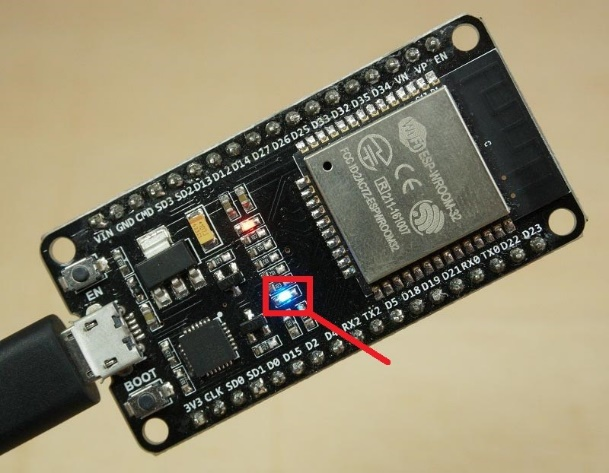 VIN GND CMD SD3 SD2 D13 D12 D14 D27 D26 D25 D33 D32 D35 D34 VN VP EN
WiFi ESP-WROOM-32
CE
R 211-161007
FCC ID:2AC7Z-ESPWROOM32
EN
BOOT
3V3 CLK SD0 SD1 D0 D15 D2 D4 RX2 TX2 D5 D18 D19 D21 RX0 TX0 D22 D23